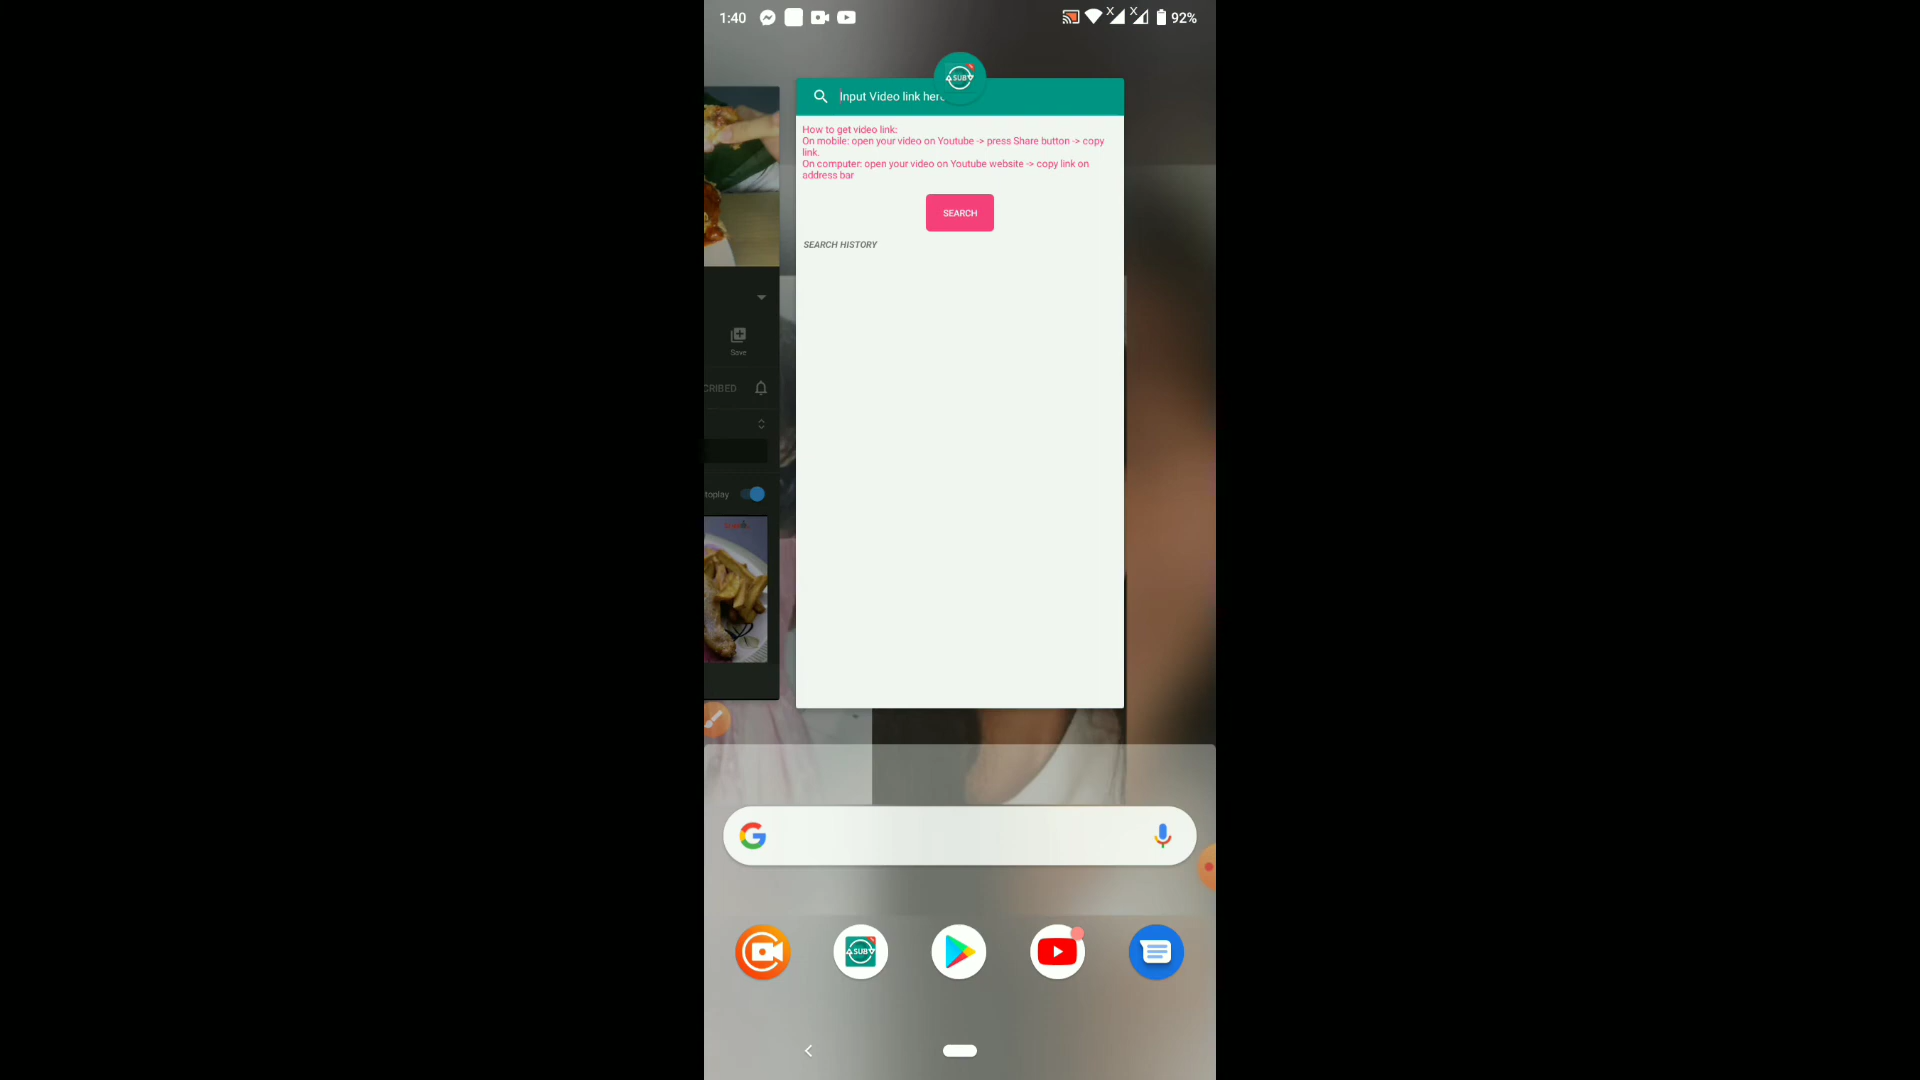 1:40
X X 92%
SUB
Input Video link here
How to get video link:
On mobile: open your video on Youtube -> press Share button -> copy
link.
On computer: open your video on Youtube website -> copy link on
address bar
SEARCH
SEARCH HISTORY
Save
CRIBED
toplay
G
SUB